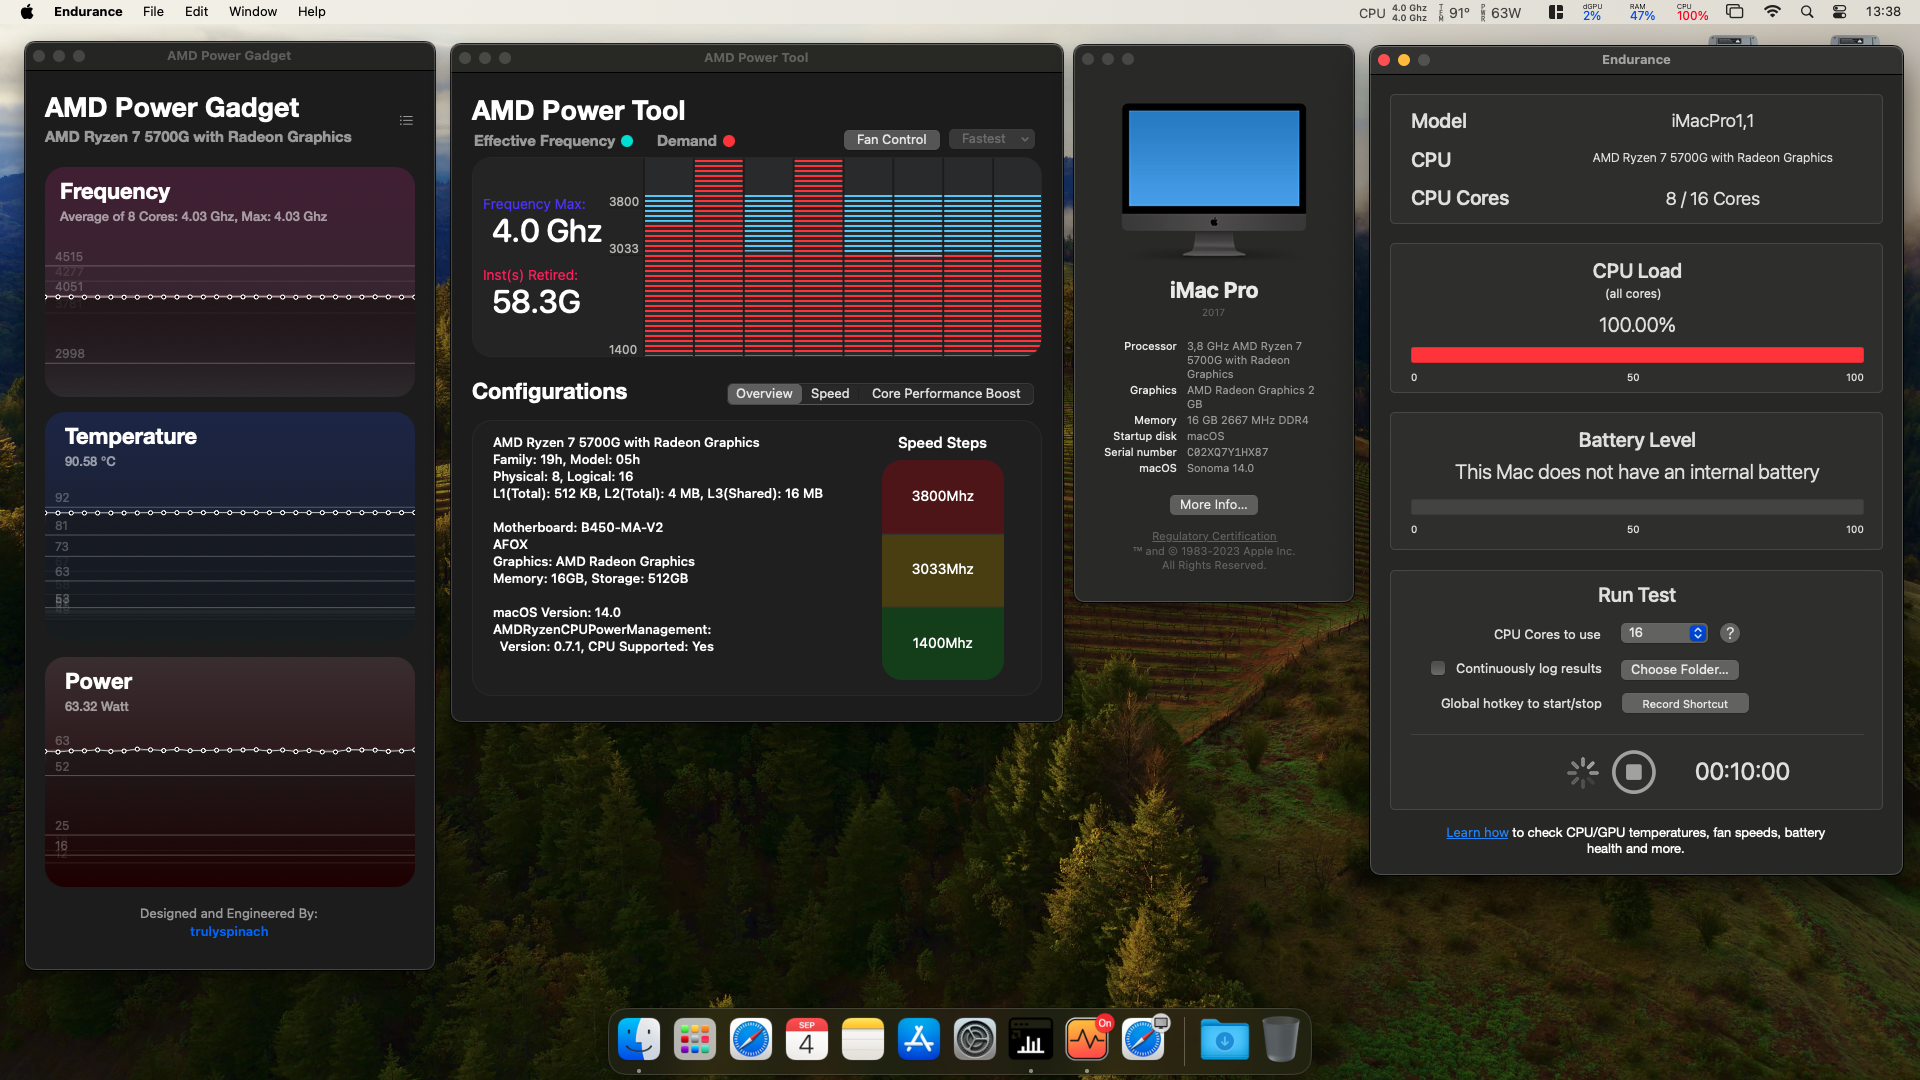 Endurance File Edit Window Help
CPU 4.0 Ghz 4.0 Ghz 91° 63W dGPU 2% RAM 47% CPU 100% 13:38
AMD Power Gadget
AMD Power Gadget
AMD Ryzen 7 5700G with Radeon Graphics
Frequency
Average of 8 Cores: 4.03 Ghz, Max: 4.03 Ghz
4515
4277
4051
2998
Temperature
90.58 °C
92
81
73
63
53
Power
63.32 Watt
63
52
25
16
12
Designed and Engineered By:
trulyspinach
AMD Power Tool
AMD Power Tool
Effective Frequency Demand Fan Control Fastest
Frequency Max: 3800
4.0 Ghz
3033
Inst(s) Retired:
58.3G
1400
Configurations Overview Speed Core Performance Boost
AMD Ryzen 7 5700G with Radeon Graphics
Family: 19h, Model: 05h
Physical: 8, Logical: 16
L1(Total): 512 KB, L2(Total): 4 MB, L3(Shared): 16 MB
Motherboard: B450-MA-V2
AFOX
Graphics: AMD Radeon Graphics
Memory: 16GB, Storage: 512GB
macOS Version: 14.0
AMDRyzenCPUPowerManagement:
Version: 0.7.1, CPU Supported: Yes
Speed Steps
3800Mhz
3033Mhz
1400Mhz
iMac Pro
2017
Processor 3,8 GHz AMD Ryzen 7
5700G with Radeon
Graphics
Graphics AMD Radeon Graphics 2
GB
Memory 16 GB 2667 MHz DDR4
Startup disk macOS
Serial number C02XQ7Y1HX87
macOS Sonoma 14.0
More Info...
Regulatory Certification
™ and © 1983-2023 Apple Inc.
All Rights Reserved.
Endurance
Model iMacPro1,1
CPU AMD Ryzen 7 5700G with Radeon Graphics
CPU Cores 8 / 16 Cores
CPU Load
(all cores)
100.00%
0 50 100
Battery Level
This Mac does not have an internal battery
0 50 100
Run Test
CPU Cores to use 16 ?
Continuously log results Choose Folder...
Global hotkey to start/stop Record Shortcut
00:10:00
Learn how to check CPU/GPU temperatures, fan speeds, battery
health and more.
SEP
4
On